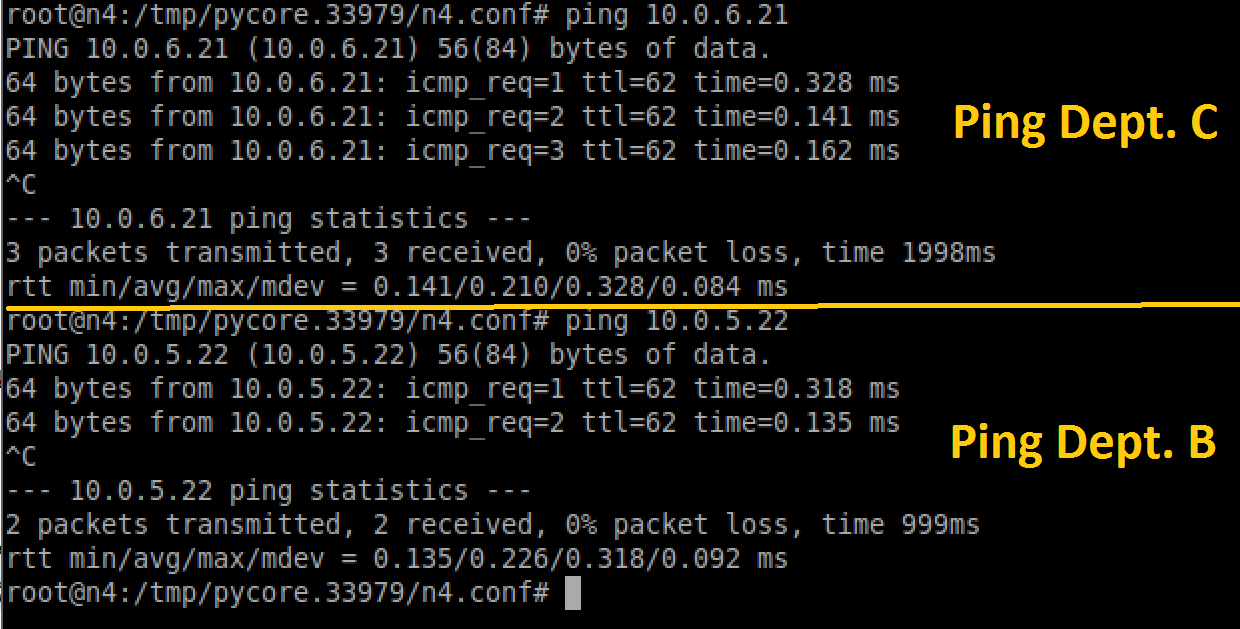 root@n4:/tmp/pycore.33979/n4.conf# ping 10.0.6.21
PING 10.0.6.21 (10.0.6.21) 56(84) bytes of data.
64 bytes from 10.0.6.21: icmp_req=1 ttl=62 time=0.328 ms
64 bytes from 10.0.6.21: icmp_req=2 ttl=62 time=0.141 ms
Ping Dept. C
64 bytes from 10.0.6.21: icmp_req=3 ttl=62 time=0.162 ms
^C
--- 10.0.6.21 ping statistics ---
3 packets transmitted, 3 received, 0% packet loss, time 1998ms
rtt min/avg/max/mdev = 0.141/0.210/0.328/0.084 ms
root@n4:/tmp/pycore.33979/n4.conf# ping 10.0.5.22
PING 10.0.5.22 (10.0.5.22) 56(84) bytes of data.
64 bytes from 10.0.5.22: icmp_req=1 ttl=62 time=0.318 ms
64 bytes from 10.0.5.22: icmp_req=2 ttl=62 time=0.135 ms
Ping Dept. B
^C
--- 10.0.5.22 ping statistics ---
2 packets transmitted, 2 received, 0% packet loss, time 999ms
rtt min/avg/max/mdev = 0.135/0.226/0.318/0.092 ms
root@n4:/tmp/pycore.33979/n4.conf#